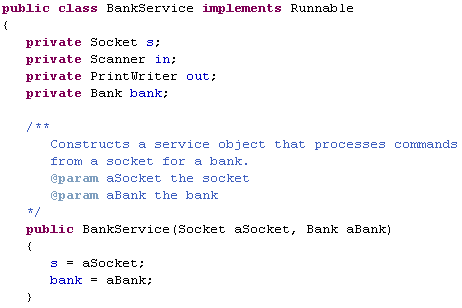 public class BankService implements Runnable
{
   private Socket s;
   private Scanner in;
   private PrintWriter out;
   private Bank bank;

   /**
      Constructs a service object that processes commands
      from a socket for a bank.
      @param aSocket the socket
      @param aBank the bank
   */
   public BankService(Socket aSocket, Bank aBank)
   {
      s = aSocket;
      bank = aBank;
   }